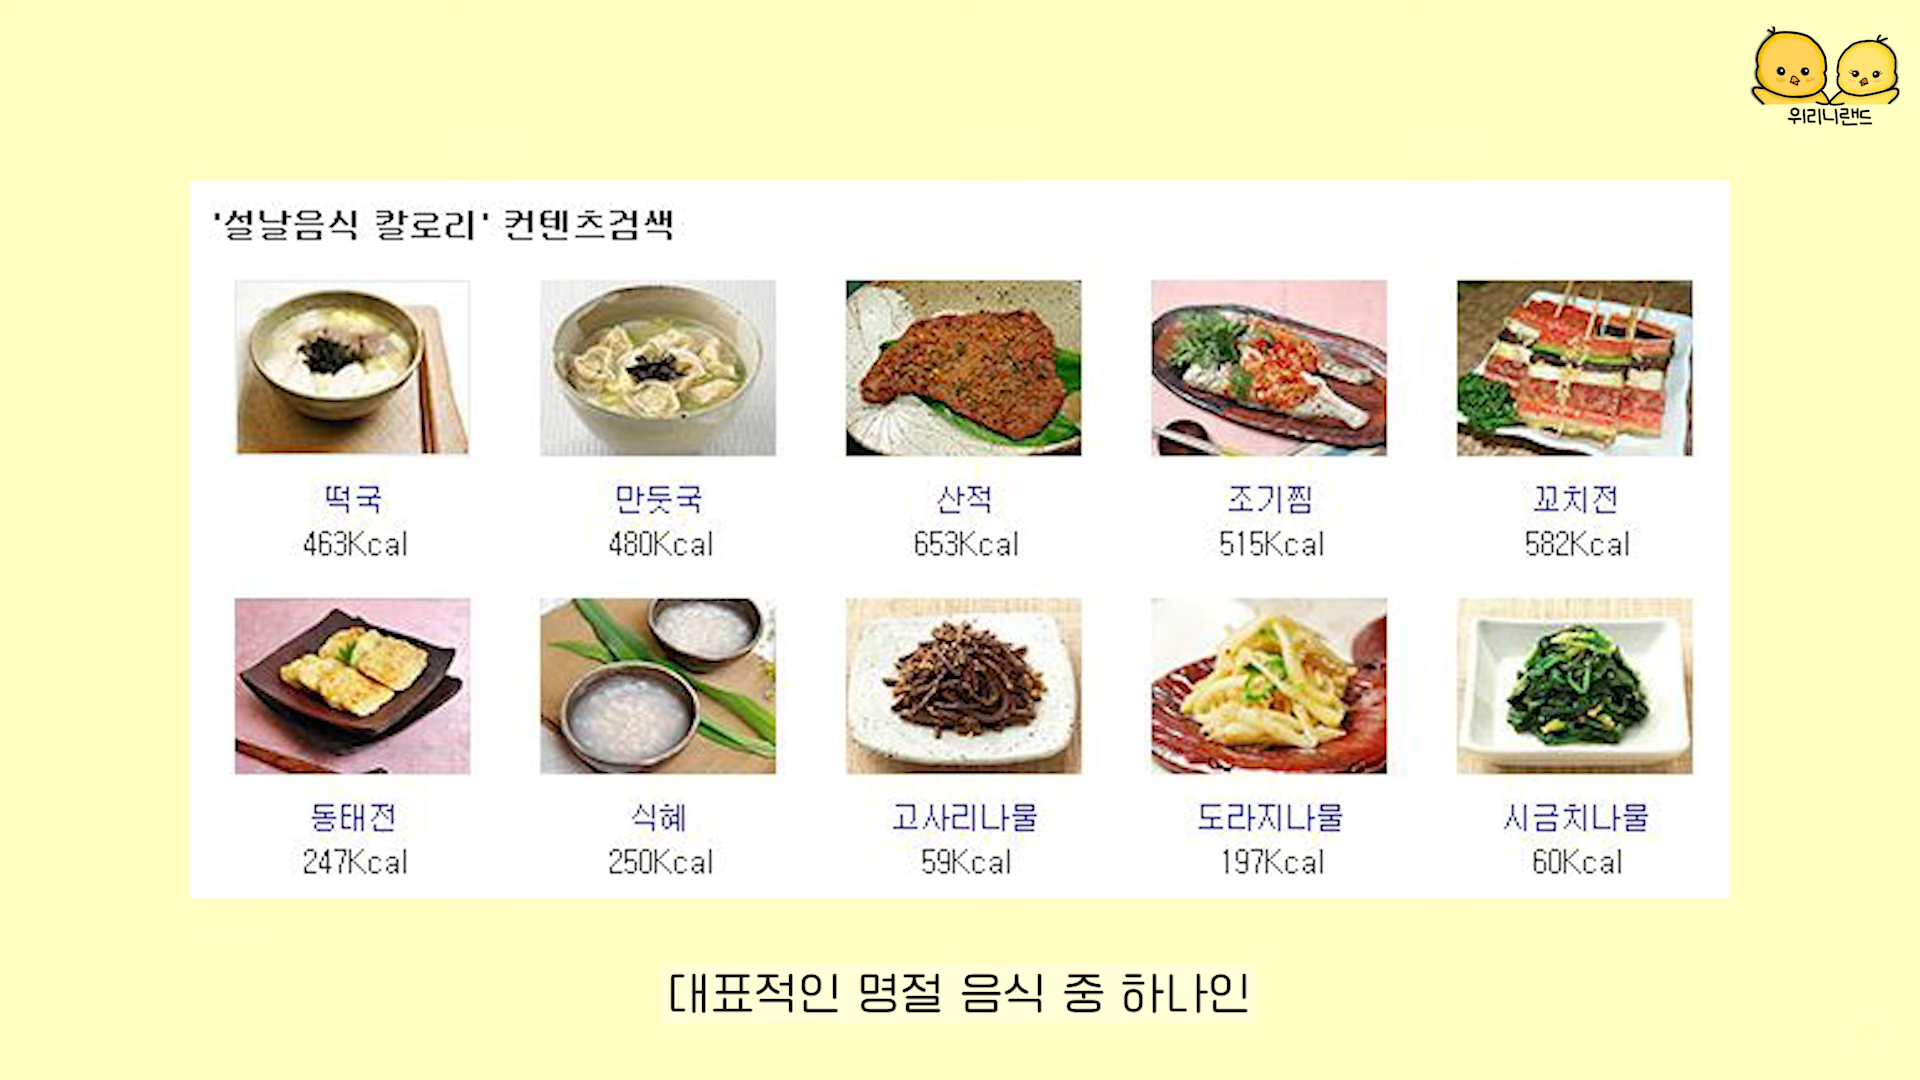 위리니랜드
'설날음식 칼로리' 컨텐츠검색
떡국 만둣국 산적 조기찜 꼬치전
463Kcal 480Kcal 653Kcal 515Kcal 582Kcal
동태전 식혜 고사리나물 도라지나물 시금치나물
247Kcal 250Kcal 59Kcal 197Kcal 60Kcal
대표적인 명절 음식 중 하나인